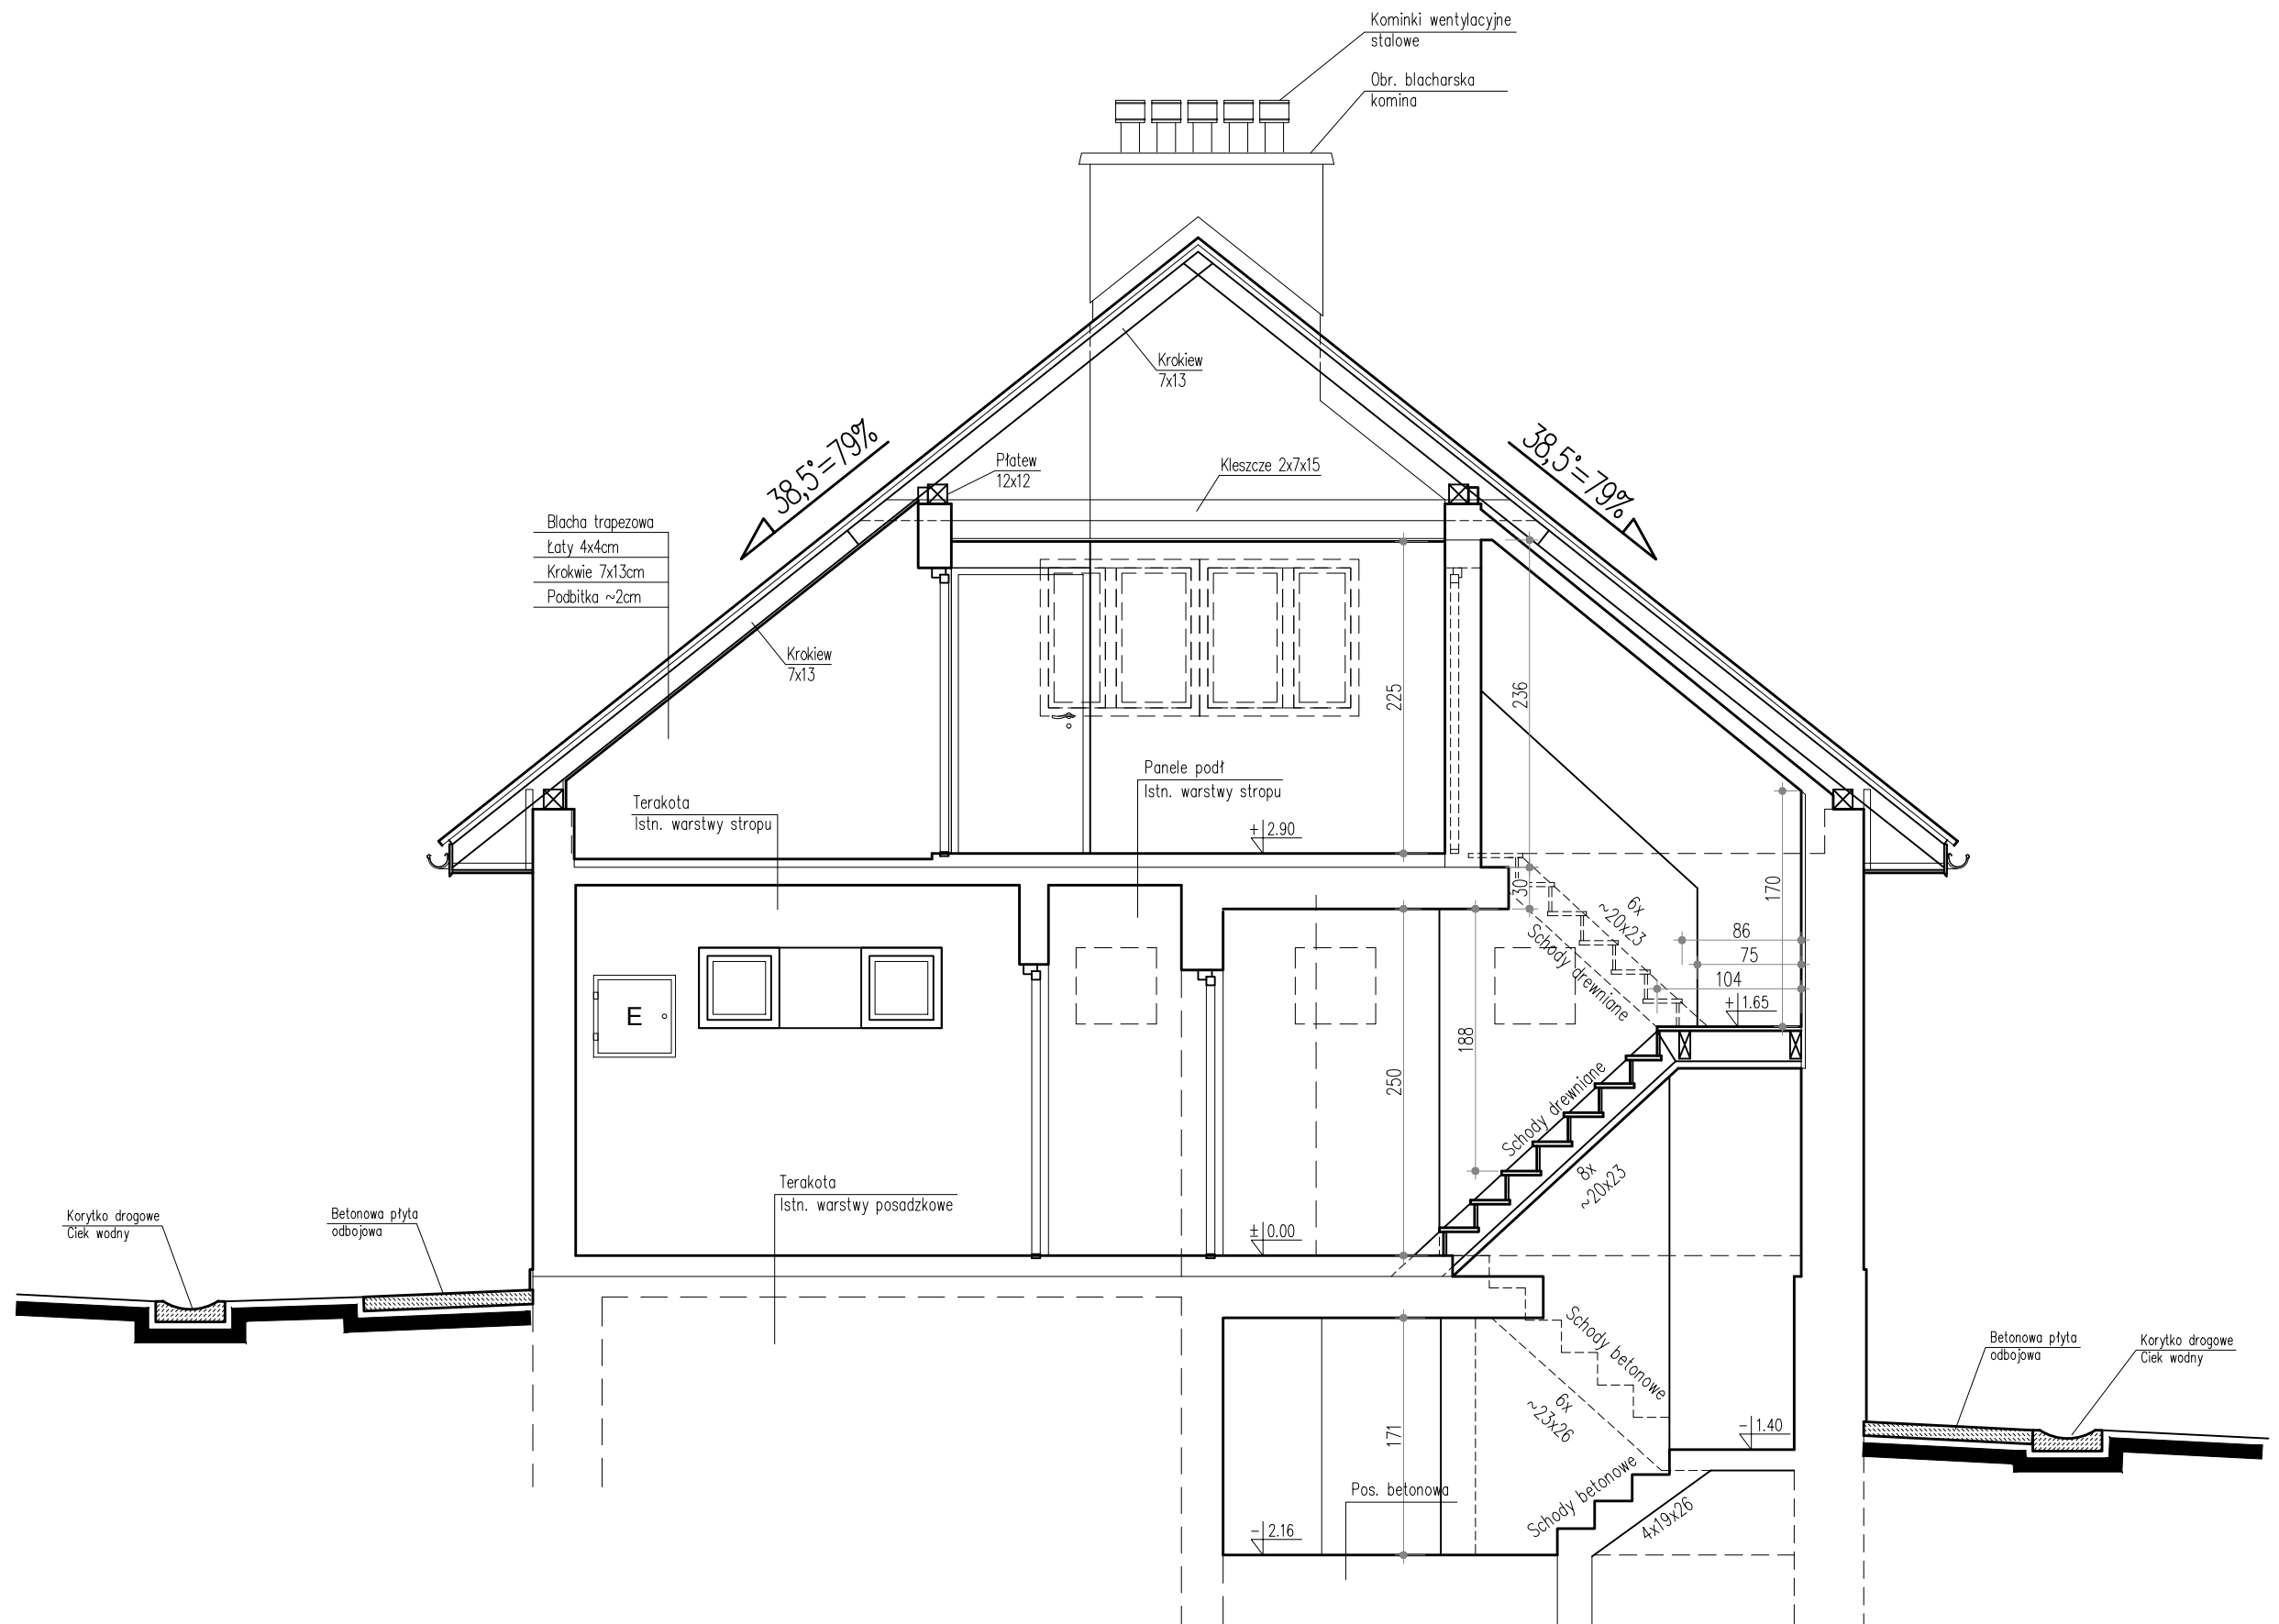 Kominki wentylacyjne
stalowe
Obr. blacharska
komina
Krokiew
7x13
38,5°=79%
38,5°=79%
Płatew
12x12
Kleszcze 2x7x15
Blacha trapezowa
Łaty 4x4cm
Krokwie 7x13cm
Podbitka ~2cm
Krokiew
7x13
225
236
Panele podł
Istn. warstwy stropu
Terakota
Istn. warstwy stropu
+ 2.90
30
170
6x
~20x23
Schody drewniane
86
75
104
+ 1.65
E
188
250
Schody drewniane
8x
~20x23
Terakota
Istn. warstwy posadzkowe
± 0.00
Korytko drogowe
Ciek wodny
Betonowa płyta
odbojowa
Schody betonowe
6x
~23x26
Betonowa płyta
odbojowa
Korytko drogowe
Ciek wodny
171
- 1.40
Pos. betonowa
Schody betonowe
4x19x26
- 2.16